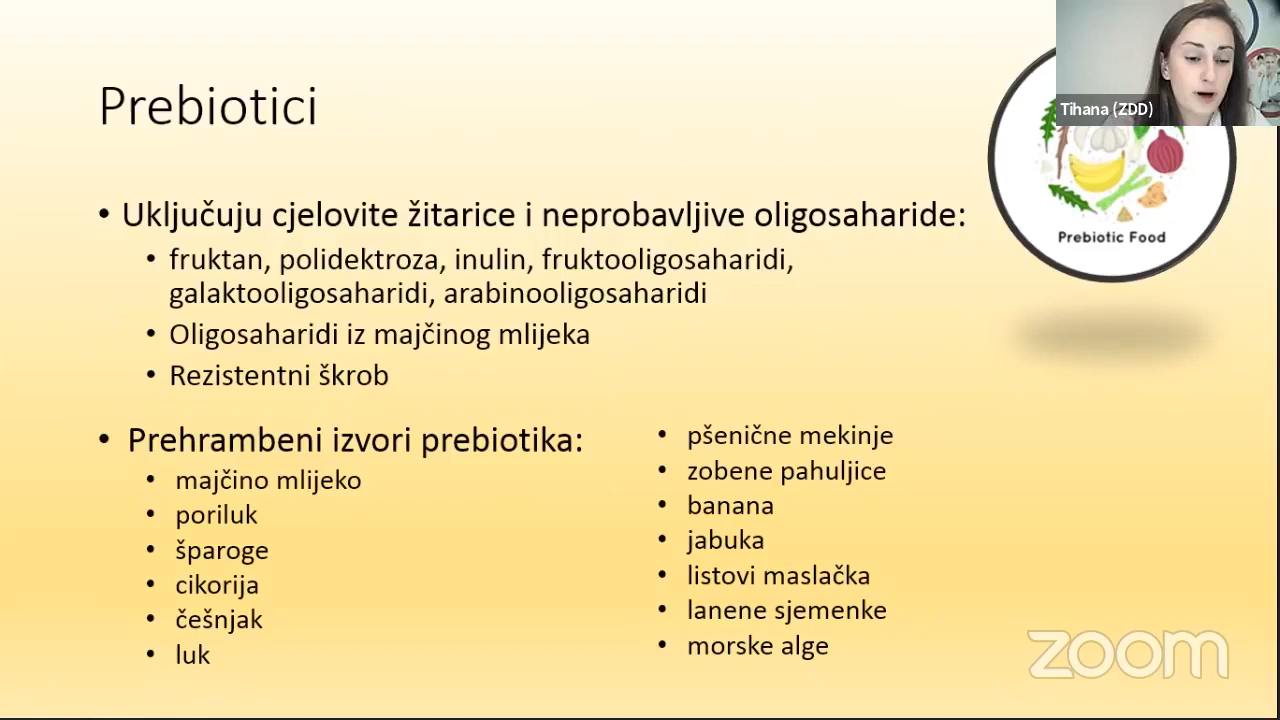 Prebiotici
Tihana (ZDD)
Prebiotic Food
• Uključuju cjelovite žitarice i neprobavljive oligosaharide:
• fruktan, polidektroza, inulin, fruktooligosaharidi,
galaktooligosaharidi, arabinooligosaharidi
• Oligosaharidi iz majčinog mlijeka
• Rezistentni škrob
• Prehrambeni izvori prebiotika:
• majčino mlijeko
• poriluk
• šparoge
• cikorija
• češnjak
• luk
• pšenične mekinje
• zobene pahuljice
• banana
• jabuka
• listovi maslačka
• lanene sjemenke
• morske alge
zoom